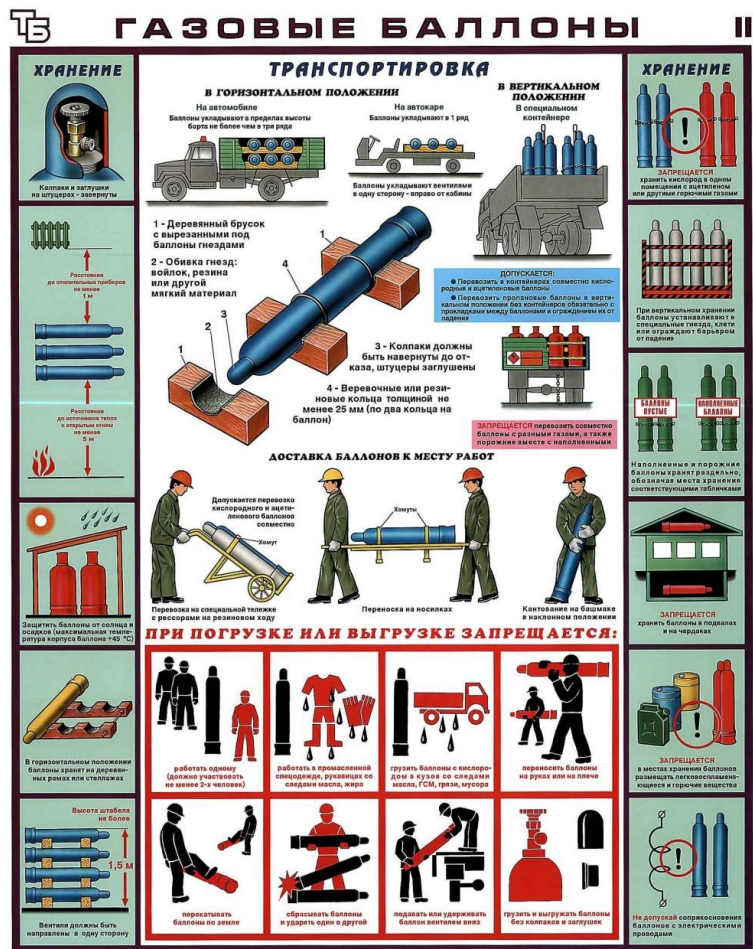 ТБ
ГАЗОВЫЕ БАЛЛОНЫ
II
ХРАНЕНИЕ
Колпаки и заглушки
на штуцерах - завернуты
Расстояние
до отопительных приборов
не менее
1 м
Расстояние
до источников тепла
с открытым огнем
не менее
5 м
Защитить баллоны от солнца и
осадков (максимальная темпе-
ратура корпуса баллона +45 °С)
В горизонтальном положении
баллоны хранят на деревян-
ных рамах или стеллажах
Высота штабеля
не более
1,5 м
Вентили должны быть
направлены в одну сторону
ТРАНСПОРТИРОВКА
В ГОРИЗОНТАЛЬНОМ ПОЛОЖЕНИИ
На автомобиле
Баллоны укладывают в пределах высоты
борта не более чем в три ряда
На автокаре
Баллоны укладывают в 1 ряд
Баллоны укладывают вентилями
в одну сторону - вправо от кабины
В ВЕРТИКАЛЬНОМ
ПОЛОЖЕНИИ
В специальном
контейнере
1 - Деревянный брусок
с вырезанными под
баллоны гнездами
2 - Обивка гнезд:
войлок, резина
или другой
мягкий материал
1
4
3
2
1
3 - Колпаки должны
быть навернуты до от-
каза, штуцеры заглушены
4 - Веревочные или рези-
новые кольца толщиной не
менее 25 мм (по два кольца на
баллон)
ДОПУСКАЕТСЯ:
● Перевозить в контейнерах совместно кисло-
родные и ацетиленовые баллоны
● Перевозить пропановые баллоны в верти-
кальном положении без контейнеров обязательно с
прокладками между баллонами и ограждением их от
падения
ЗАПРЕЩАЕТСЯ перевозить совместно
баллоны с разными газами, а также
порожние вместе с наполненными
ДОСТАВКА БАЛЛОНОВ К МЕСТУ РАБОТ
Допускается перевозка
кислородного и ацети-
ленового баллонов
совместно
Хомут
Перевозка на специальной тележке
с рессорами на резиновом ходу
Хомуты
Переноска на носилках
Кантование на башмаке
в наклонном положении
ПРИ ПОГРУЗКЕ ИЛИ ВЫГРУЗКЕ ЗАПРЕЩАЕТСЯ:
работать одному
(должно участвовать
не менее 2-х человек)
работать в промасленной
спецодежде, рукавицах со
следами масла, жира
грузить баллоны с кислоро-
дом в кузов со следами
масла, ГСМ, грязи, мусора
переносить баллоны
на руках или на плече
перекатывать
баллоны по земле
сбрасывать баллоны
и ударять один о другой
подавать или удерживать
баллон вентилем вниз
грузить и выгружать баллоны
без колпаков и заглушек
ХРАНЕНИЕ
!
ЗАПРЕЩАЕТСЯ
хранить кислород в одном
помещении с ацетиленом
или другими горючими газами
При вертикальном хранении
баллоны устанавливают в
специальные гнезда, клети
или ограждают барьером
от падения
БАЛЛОНЫ
ПУСТЫЕ
НАПОЛНЕННЫЕ
БАЛЛОНЫ
Наполненные и порожние
баллоны хранят раздельно,
обозначая места хранения
соответствующими табличками
ЗАПРЕЩАЕТСЯ
хранить баллоны в подвалах
и на чердаках
!
ЗАПРЕЩАЕТСЯ
в местах хранения баллонов
размещать легковоспламеня-
ющиеся и горючие вещества
!
Не допускай соприкосновения
баллонов с электрическими
проводами